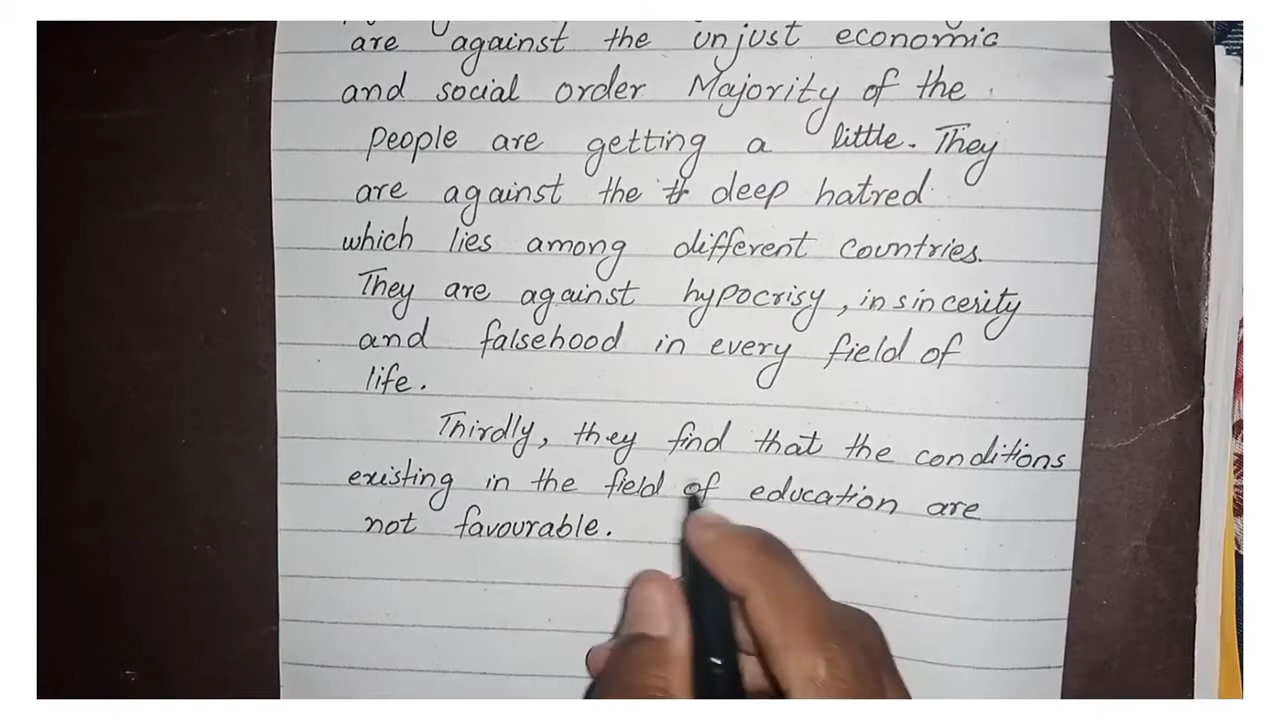 are against the unjust economic
and social order Majority of the
people are getting a little. They
are against the deep hatred
which lies among different countries.
They are against hypocrisy, insincerity
and falsehood in every field of
life.
Thirdly, they find that the conditions
existing in the field of education are
not favourable.